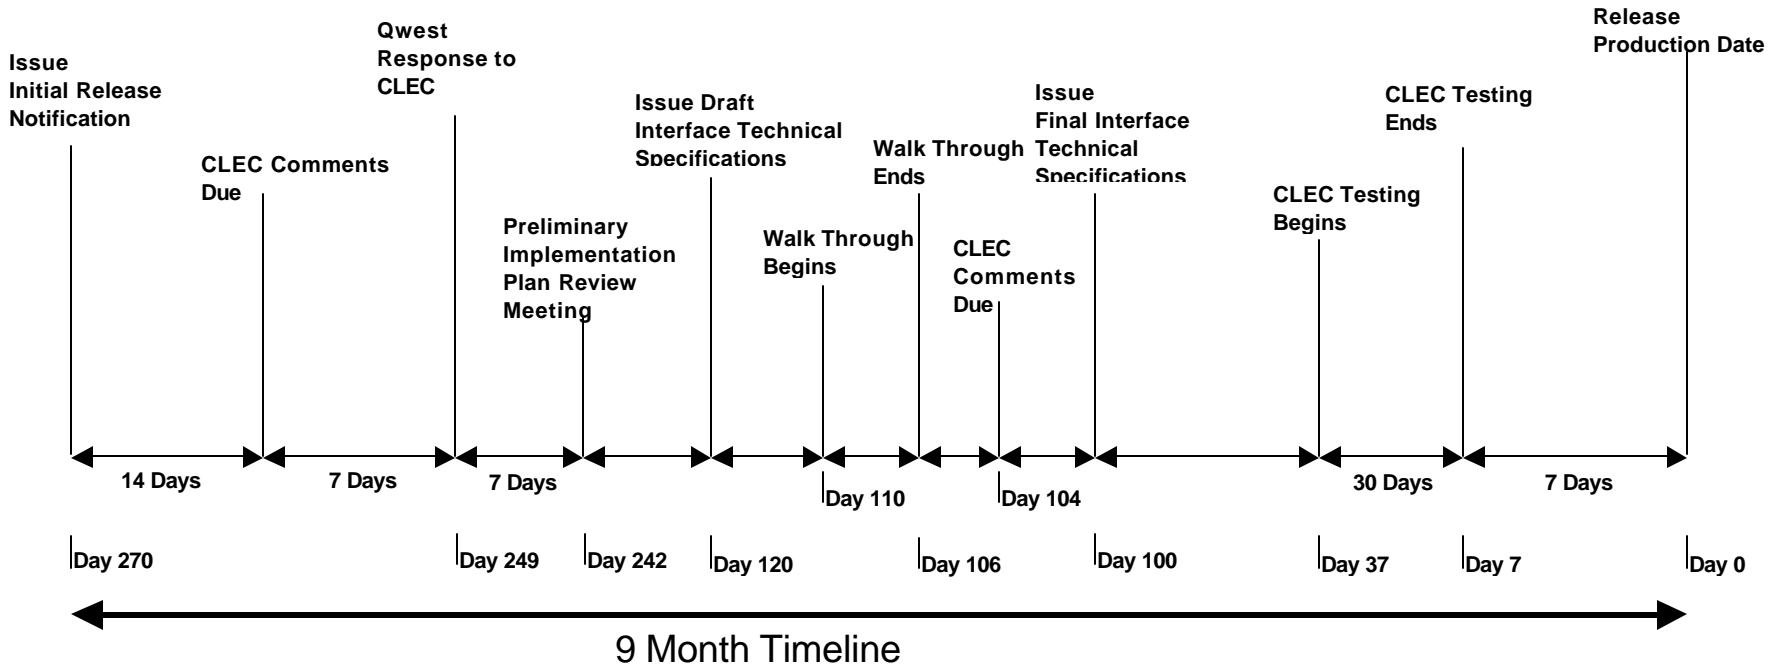 Issue
Initial Release
Notification
CLEC Comments
Due
Qwest
Response to
CLEC
Preliminary
Implementation
Plan Review
Meeting
Issue Draft
Interface Technical
Specifications
Walk Through
Begins
Walk Through
Ends
CLEC
Comments
Due
Issue
Final Interface
Technical
Specifications
CLEC Testing
Begins
CLEC Testing
Ends
Release
Production Date
14 Days
7 Days
7 Days
30 Days
7 Days
Day 110
Day 104
Day 270
Day 249
Day 242
Day 120
Day 106
Day 100
Day 37
Day 7
Day 0
9 Month Timeline